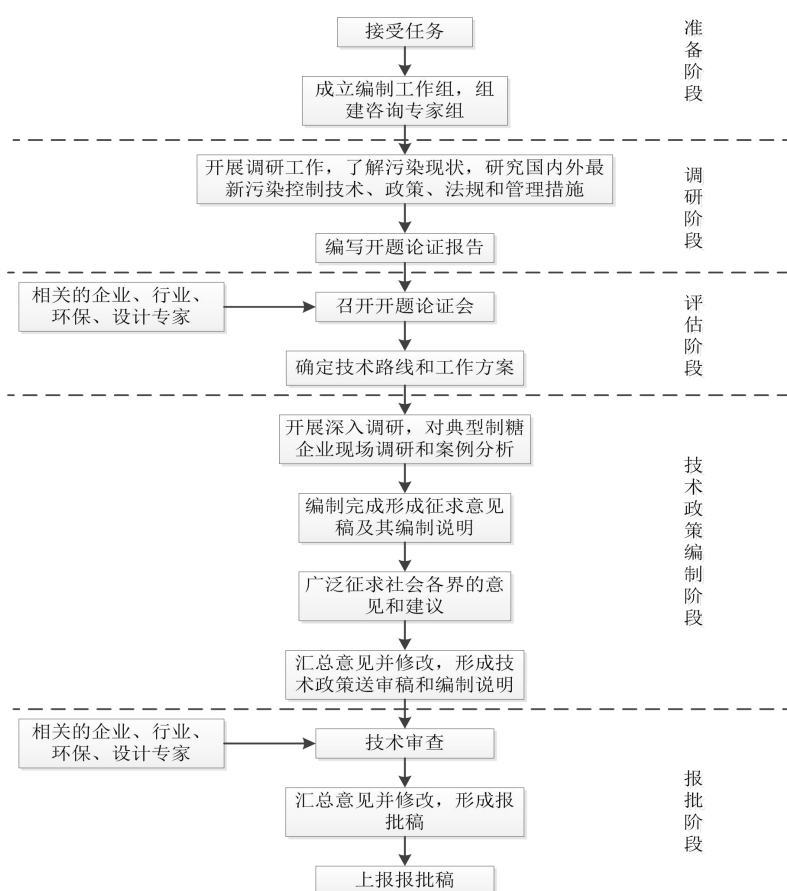 接受任务
准备阶段
成立编制工作组，组
建咨询专家组
开展调研工作，了解污染现状，研究国内外最
新污染控制技术、政策、法规和管理措施
调研阶段
编写开题论证报告
相关的企业、行业、
环保、设计专家
召开开题论证会
评估阶段
确定技术路线和工作方案
开展深入调研，对典型制糖
企业现场调研和案例分析
编制完成形成征求意见
稿及其编制说明
技术政策编制阶段
广泛征求社会各界的意
见和建议
汇总意见并修改，形成技
术政策送审稿和编制说明
相关的企业、行业、
环保、设计专家
技术审查
汇总意见并修改，形成报
批稿
报批阶段
上报报批稿